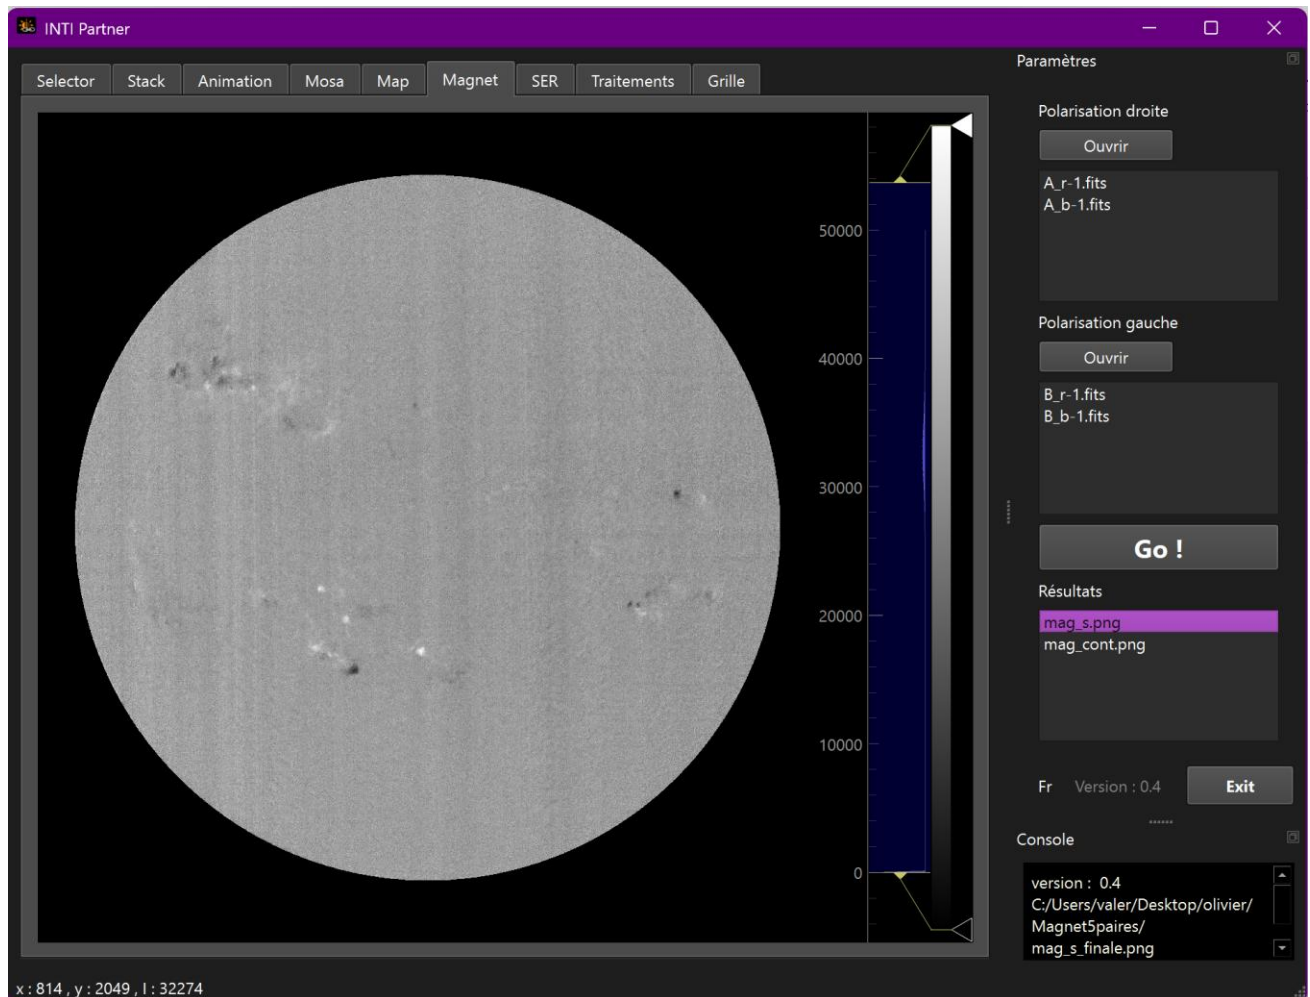 INTI Partner
Selector Stack Animation Mosa Map Magnet SER Traitements Grille
50000
40000
30000
20000
10000
0
Paramètres
Polarisation droite
Ouvrir
A_r-1.fits
A_b-1.fits
Polarisation gauche
Ouvrir
B_r-1.fits
B_b-1.fits
Go !
Résultats
mag_s.png
mag_cont.png
Fr Version : 0.4 Exit
Console
version : 0.4
C:/Users/valer/Desktop/olivier/
Magnet5paires/
mag_s_finale.png
x : 814 , y : 2049 , I : 32274